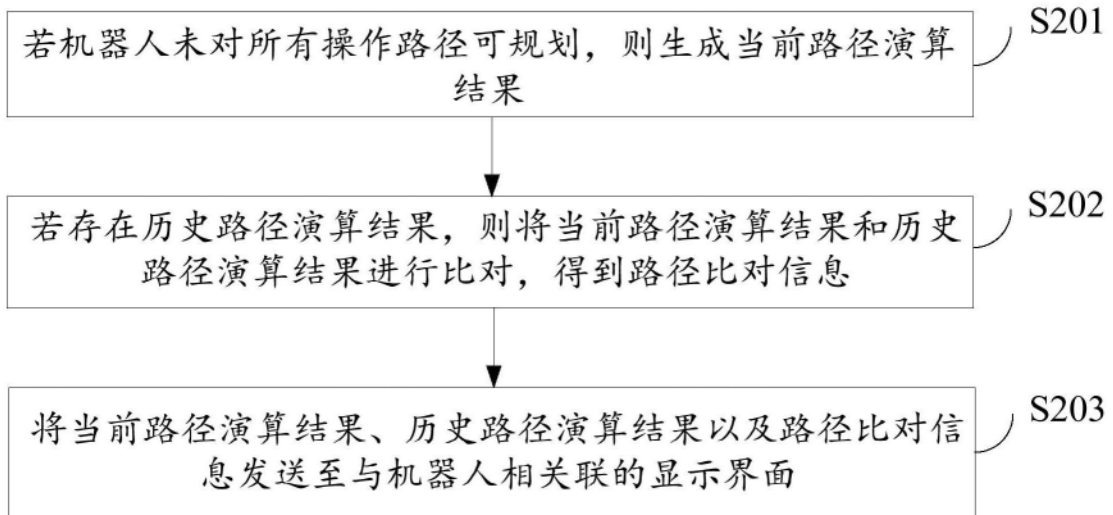 S201
若机器人未对所有操作路径可规划，则生成当前路径演算
结果
S202
若存在历史路径演算结果，则将当前路径演算结果和历史
路径演算结果进行比对，得到路径比对信息
S203
将当前路径演算结果、历史路径演算结果以及路径比对信
息发送至与机器人相关联的显示界面